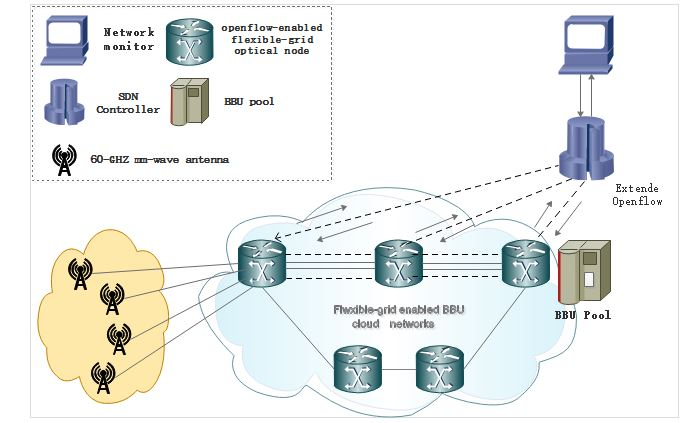 Network
monitor
openflow-enabled
flexible-grid
optical node
SDN
Controller
BBU pool
60-GHZ mm-wave antenna
Extende
Openflow
BBU Pool
Flwxible-grid enabled BBU
cloud networks